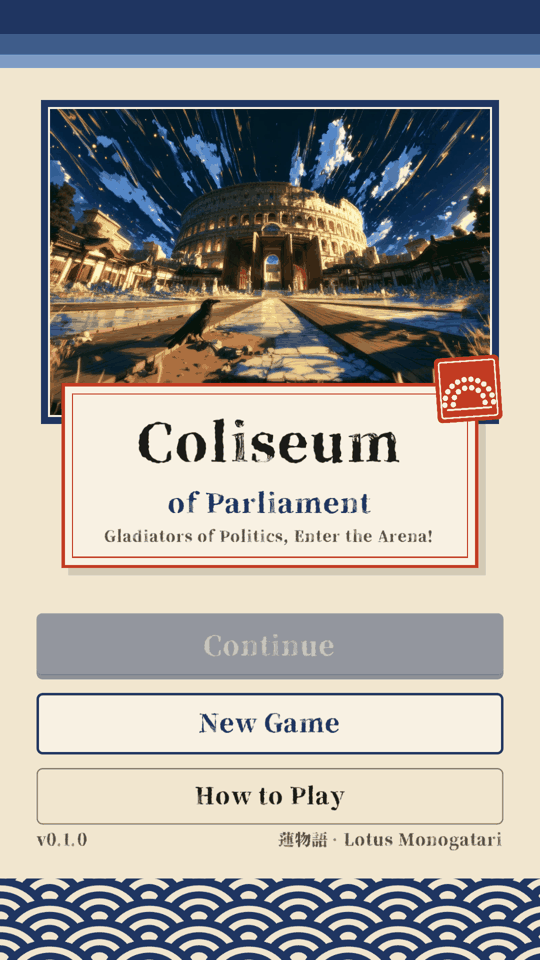 Coliseum
of Parliament
Gladiators of Politics, Enter the Arena!
Continue
New Game
How to Play
v0.1.0
蓮物語 · Lotus Monogatari